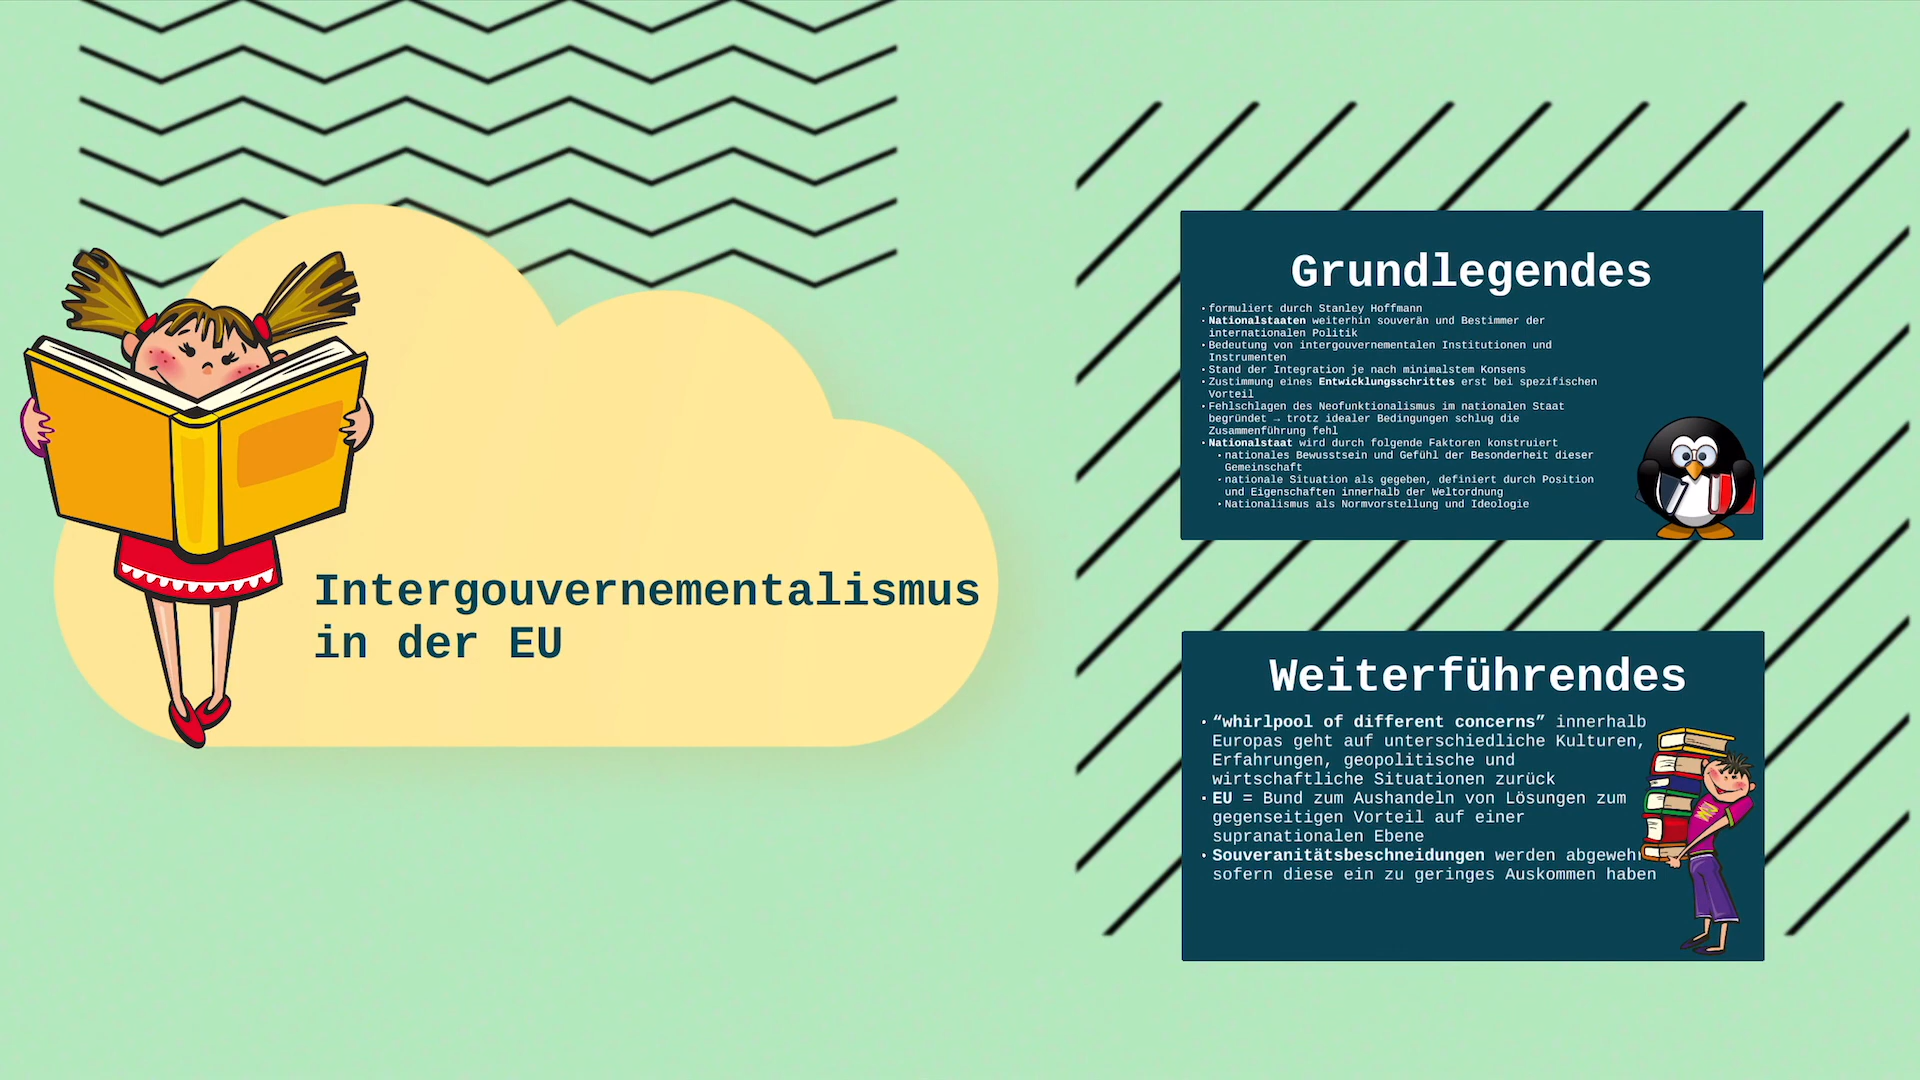 Intergouvernementalismus
in der EU
Grundlegendes
• formuliert durch Stanley Hoffmann
• Nationalstaaten weiterhin souverän und Bestimmer der
internationalen Politik
• Bedeutung von intergouvernementalen Institutionen und
Instrumenten
• Stand der Integration je nach minimalstem Konsens
• Zustimmung eines Entwicklungsschrittes erst bei spezifischen
Vorteil
• Fehlschlagen des Neofunktionalismus im nationalen Staat
begründet → trotz idealer Bedingungen schlug die
Zusammenführung fehl
• Nationalstaat wird durch folgende Faktoren konstruiert
• nationales Bewusstsein und Gefühl der Besonderheit dieser
Gemeinschaft
• nationale Situation als gegeben, definiert durch Position
und Eigenschaften innerhalb der Weltordnung
• Nationalismus als Normvorstellung und Ideologie
Weiterführendes
• “whirlpool of different concerns” innerhalb
Europas geht auf unterschiedliche Kulturen,
Erfahrungen, geopolitische und
wirtschaftliche Situationen zurück
• EU = Bund zum Aushandeln von Lösungen zum
gegenseitigen Vorteil auf einer
supranationalen Ebene
• Souveranitätsbeschneidungen werden
sofern diese ein zu geringes Auskommen haben